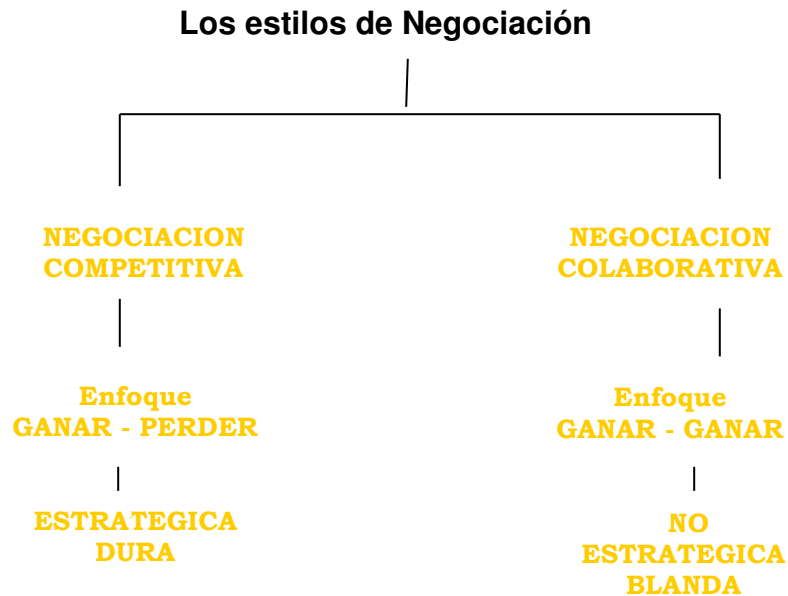 Los estilos de Negociación
NEGOCIACION
COMPETITIVA
Enfoque
GANAR - PERDER
ESTRATEGICA
DURA
NEGOCIACION
COLABORATIVA
Enfoque
GANAR - GANAR
NO
ESTRATEGICA
BLANDA